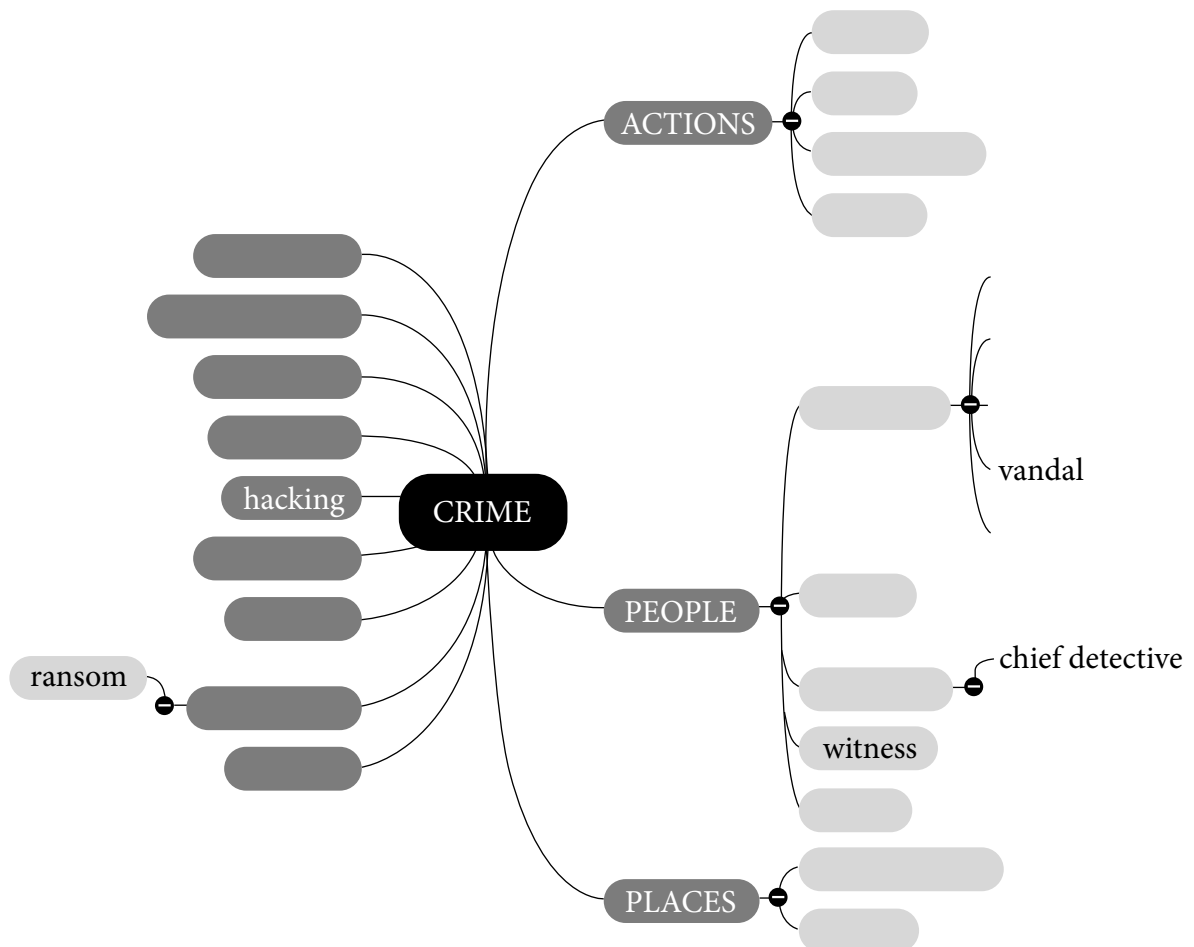 ACTIONS
vandal
hacking
CRIME
PEOPLE
chief detective
ransom
witness
PLACES